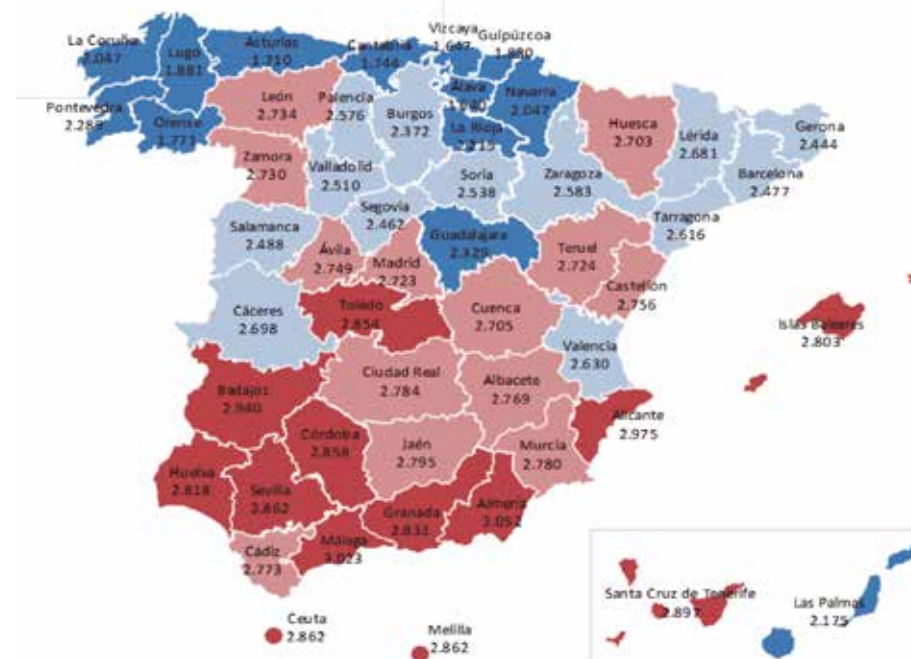 Vizcaya
1.647
Guipúzcoa
1.880
La Coruña
2.047
Lugo
1.881
Asturias
1.710
Cantabria
1.744
Álava
Navarra
2.047
Pontevedra
2.289
Orense
1.771
León
2.734
Palencia
2.576
Burgos
2.372
La Rioja
Huesca
2.703
Lérida
2.681
Gerona
2.444
Barcelona
2.477
Zamora
2.730
Valladolid
2.510
Soria
2.538
Zaragoza
2.583
Segovia
2.462
Tarragona
2.616
Salamanca
2.488
Ávila
2.749
Madrid
2.723
Guadalajara
2.329
Teruel
2.724
Castellón
2.756
Cáceres
2.698
Toledo
2.854
Cuenca
2.705
Valencia
2.630
Islas Baleares
2.803
Badajoz
2.940
Ciudad Real
2.784
Albacete
2.769
Alicante
2.975
Córdoba
2.858
Jaén
2.795
Murcia
2.780
Huelva
2.818
Sevilla
2.862
Granada
2.831
Almería
3.052
Cádiz
2.773
Málaga
3.023
Santa Cruz de Tenerife
2.897
Las Palmas
2.175
Ceuta
2.862
Melilla
2.862